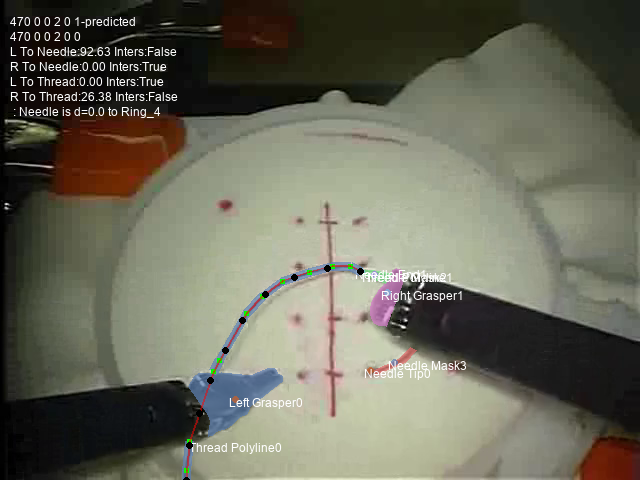 470 0 0 2 0 1-predicted
470 0 0 2 0 0
L To Needle:92.63 Inters:False
R To Needle:0.00 Inters:True
L To Thread:0.00 Inters:True
R To Thread:26.38 Inters:False
: Needle is d=0.0 to Ring_4
Right Grasper1
Needle Mask3
Needle Tip0
Left Grasper0
Thread Polyline0